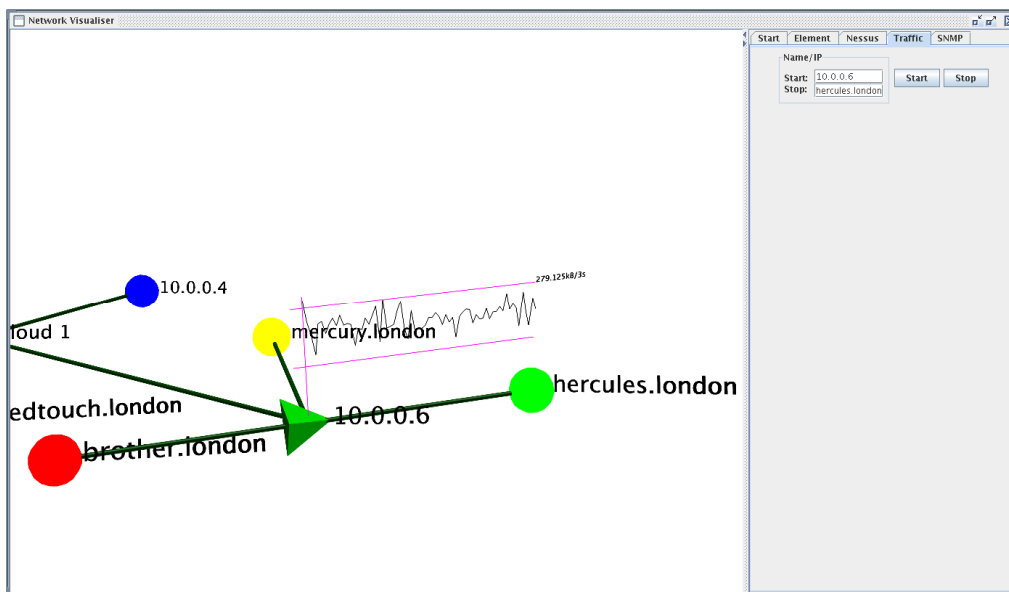 Network Visualiser
Start Element Nessus Traffic SNMP
Name/IP
Start: 10.0.0.6
Stop: hercules.london
Start Stop
279.125kB/3s
10.0.0.4
loud 1
mercury.london
hercules.london
edtouch.london
10.0.0.6
brother.london